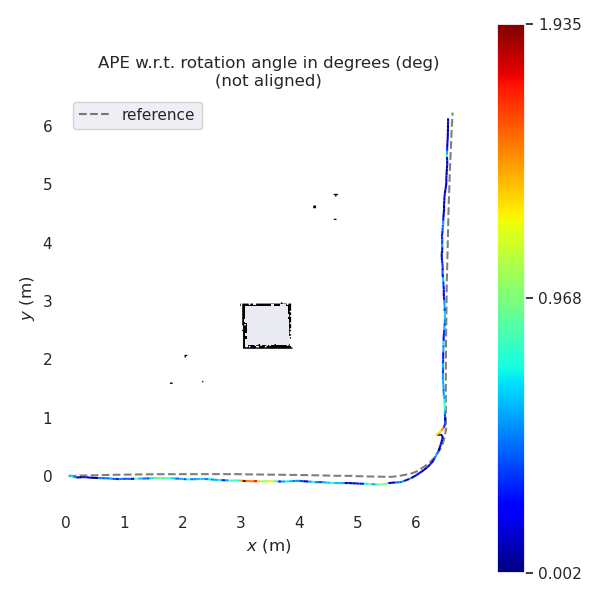 APE w.r.t. rotation angle in degrees (deg)
(not aligned)
reference
1.935
0.968
0.002
6
5
4
3
2
1
0
y (m)
0 1 2 3 4 5 6
x (m)